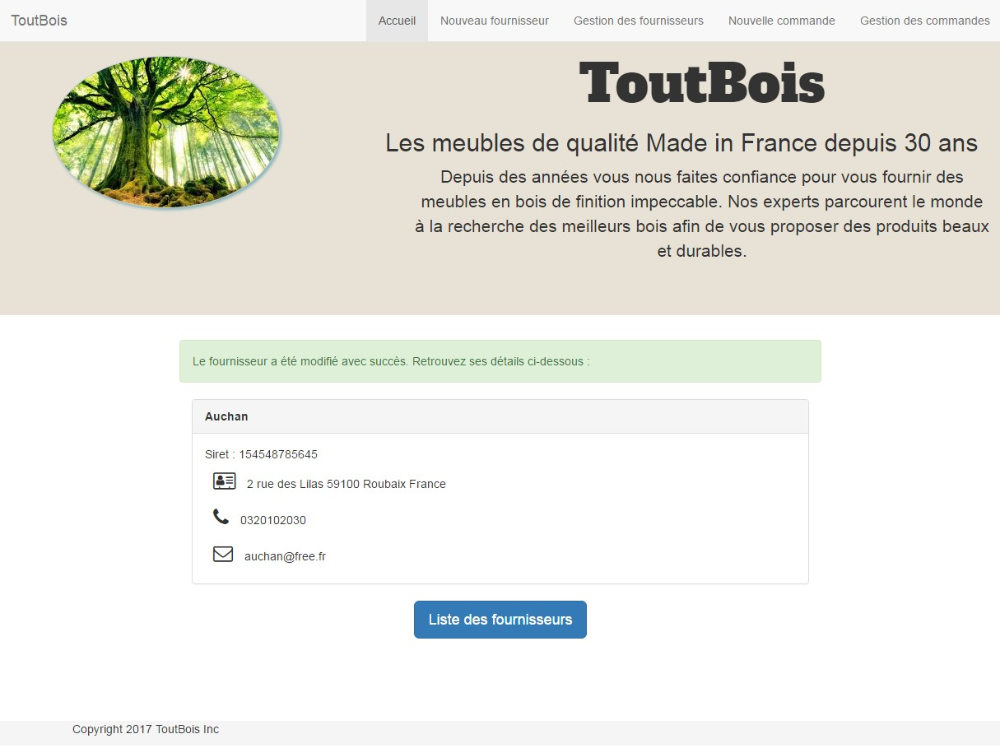 ToutBois
Accueil
Nouveau fournisseur
Gestion des fournisseurs
Nouvelle commande
Gestion des commandes
ToutBois
Les meubles de qualité Made in France depuis 30 ans
Depuis des années vous nous faites confiance pour vous fournir des
meubles en bois de finition impeccable. Nos experts parcourent le monde
à la recherche des meilleurs bois afin de vous proposer des produits beaux
et durables.
Le fournisseur a été modifié avec succès. Retrouvez ses détails ci-dessous :
Auchan
Siret : 154548785645
2 rue des Lilas 59100 Roubaix France
0320102030
auchan@free.fr
Liste des fournisseurs
Copyright 2017 ToutBois Inc